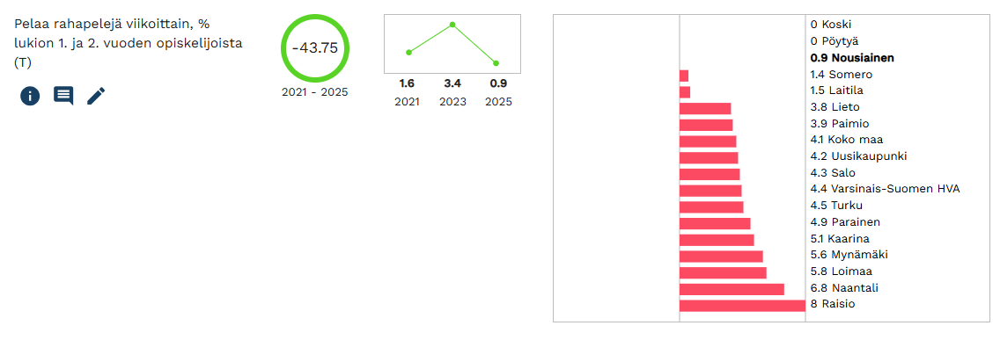 Pelaa rahapelejä viikoittain, %
lukion 1. ja 2. vuoden opiskelijoista
(T)
-43.75
2021 - 2025
1.6
3.4
0.9
2021
2023
2025
0 Koski
0 Pöytyä
0.9 Nousiainen
1.4 Somero
1.5 Laitila
3.8 Lieto
3.9 Paimio
4.1 Koko maa
4.2 Uusikaupunki
4.3 Salo
4.4 Varsinais-Suomen HVA
4.5 Turku
4.9 Parainen
5.1 Kaarina
5.6 Mynämäki
5.8 Loimaa
6.8 Naantali
8 Raisio